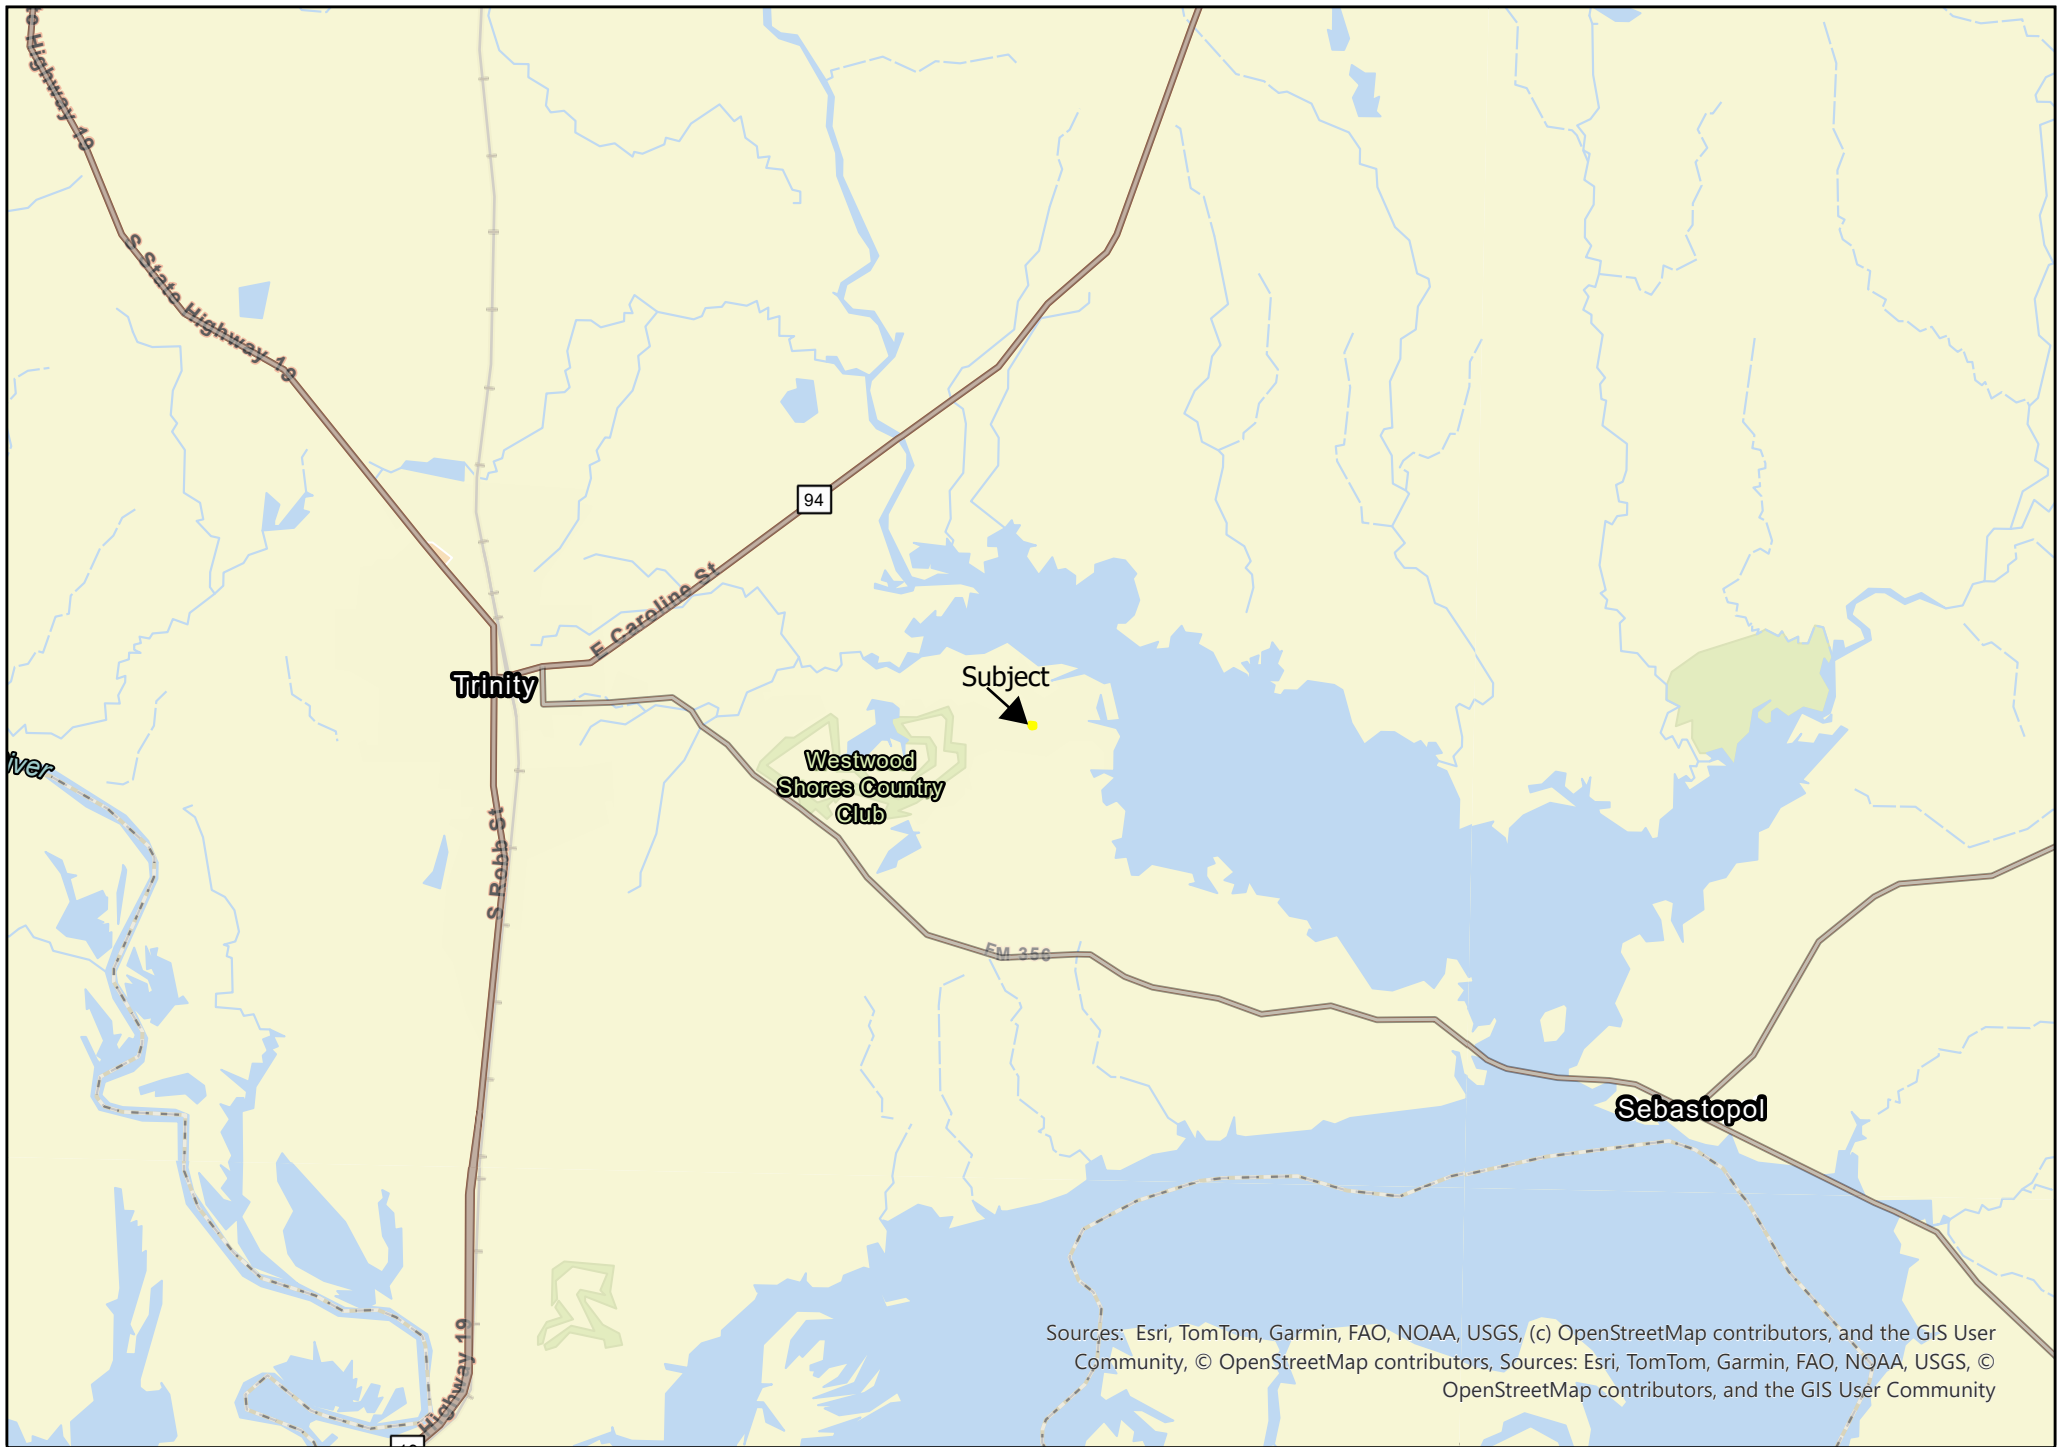 Highway 19
S State Highway 19
94
E Caroline St
Subject
Trinity
Westwood
Shores Country
Club
iver
S Robb St
FM 356
Sebastopol
Highway 19
Sources: Esri, TomTom, Garmin, FAO, NOAA, USGS, (c) OpenStreetMap contributors, and the GIS User
Community, © OpenStreetMap contributors, Sources: Esri, TomTom, Garmin, FAO, NOAA, USGS, ©
OpenStreetMap contributors, and the GIS User Community